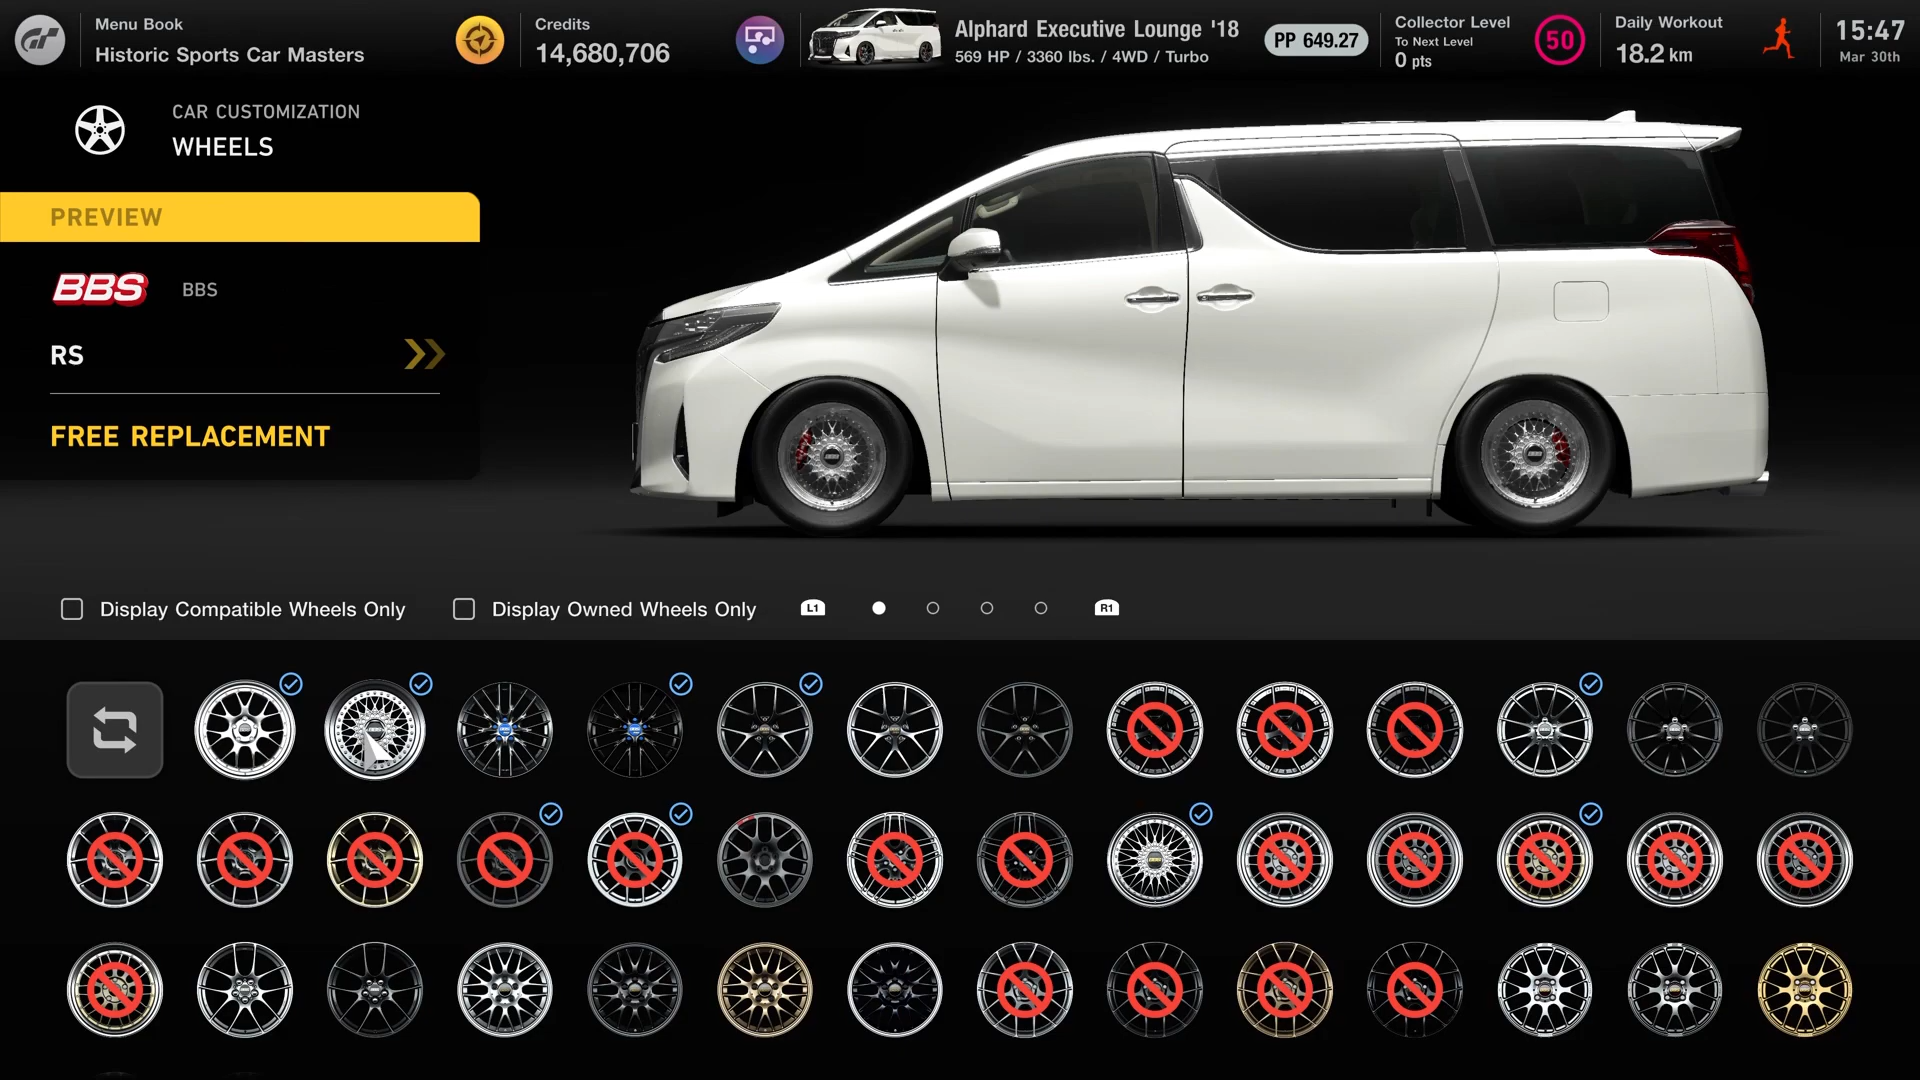 Menu Book
Historic Sports Car Masters
Credits
14,680,706
Alphard Executive Lounge '18
569 HP / 3360 lbs. / 4WD / Turbo
PP 649.27
Collector Level
To Next Level
0 pts
50
Daily Workout
18.2 km
15:47
Mar 30th
CAR CUSTOMIZATION
WHEELS
PREVIEW
BBS
BBS
RS
FREE REPLACEMENT
Display Compatible Wheels Only
Display Owned Wheels Only
L1
R1